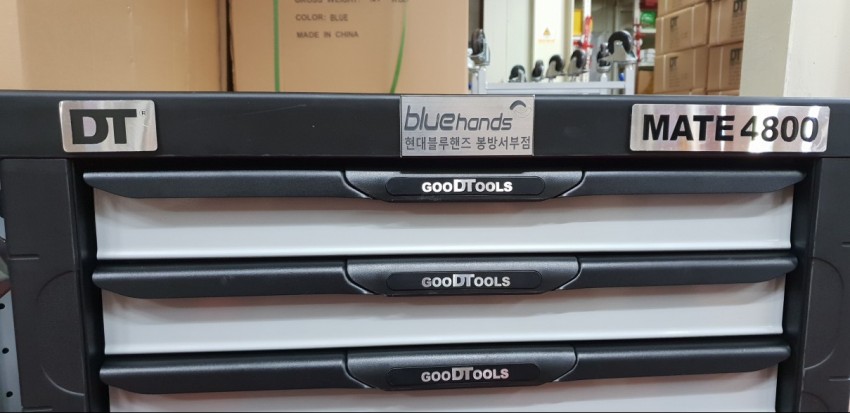 COLOR: BLUE
MADE IN CHINA
DT
DT
bluehands
현대블루핸즈 봉방서부점
MATE 4800
GOODTOOLS
GOODTOOLS
GOODTOOLS